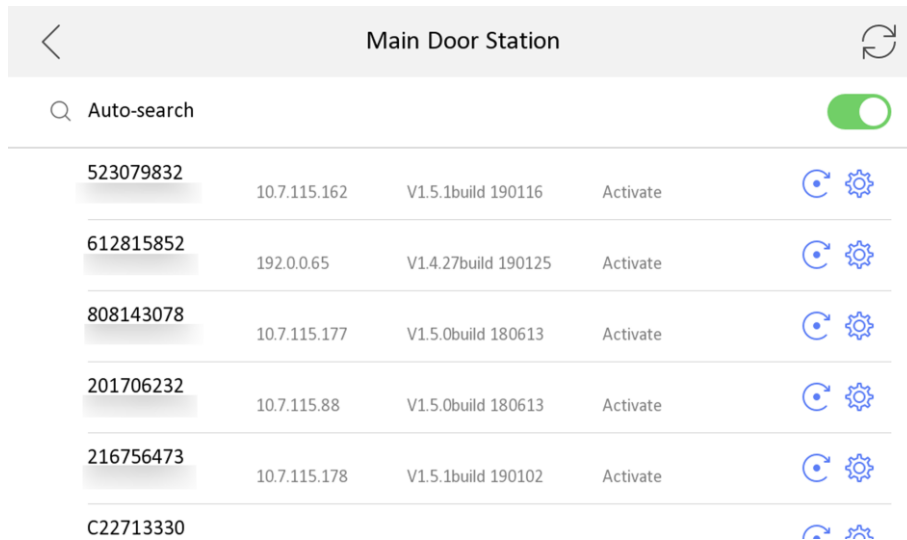 Main Door Station
Auto-search
523079832
10.7.115.162 V1.5.1build 190116 Activate
612815852
192.0.0.65 V1.4.27build 190125 Activate
808143078
10.7.115.177 V1.5.0build 180613 Activate
201706232
10.7.115.88 V1.5.0build 180613 Activate
216756473
10.7.115.178 V1.5.1build 190102 Activate
C22713330